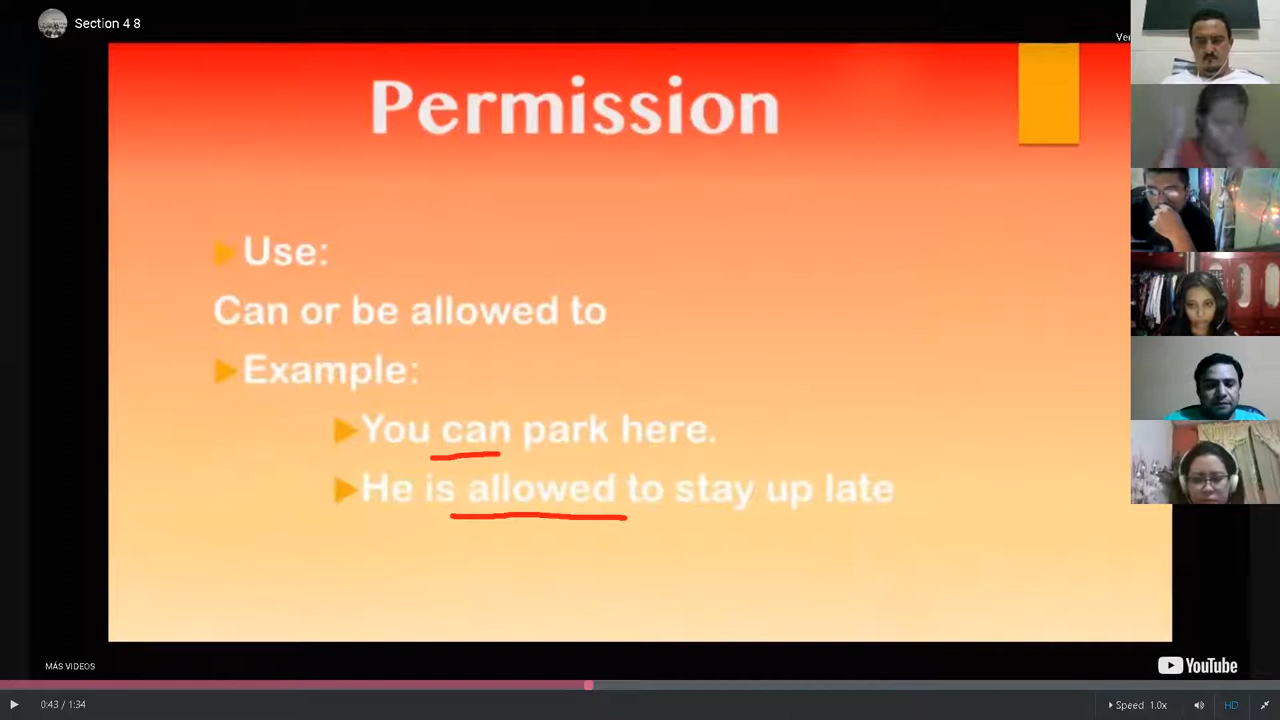 Section 4 8
Ver
Permission
Use:
Can or be allowed to
Example:
You can park here.
He is allowed to stay up late
MÁS VIDEOS
YouTube
0:43 / 1:34
Speed 1.0x
HD